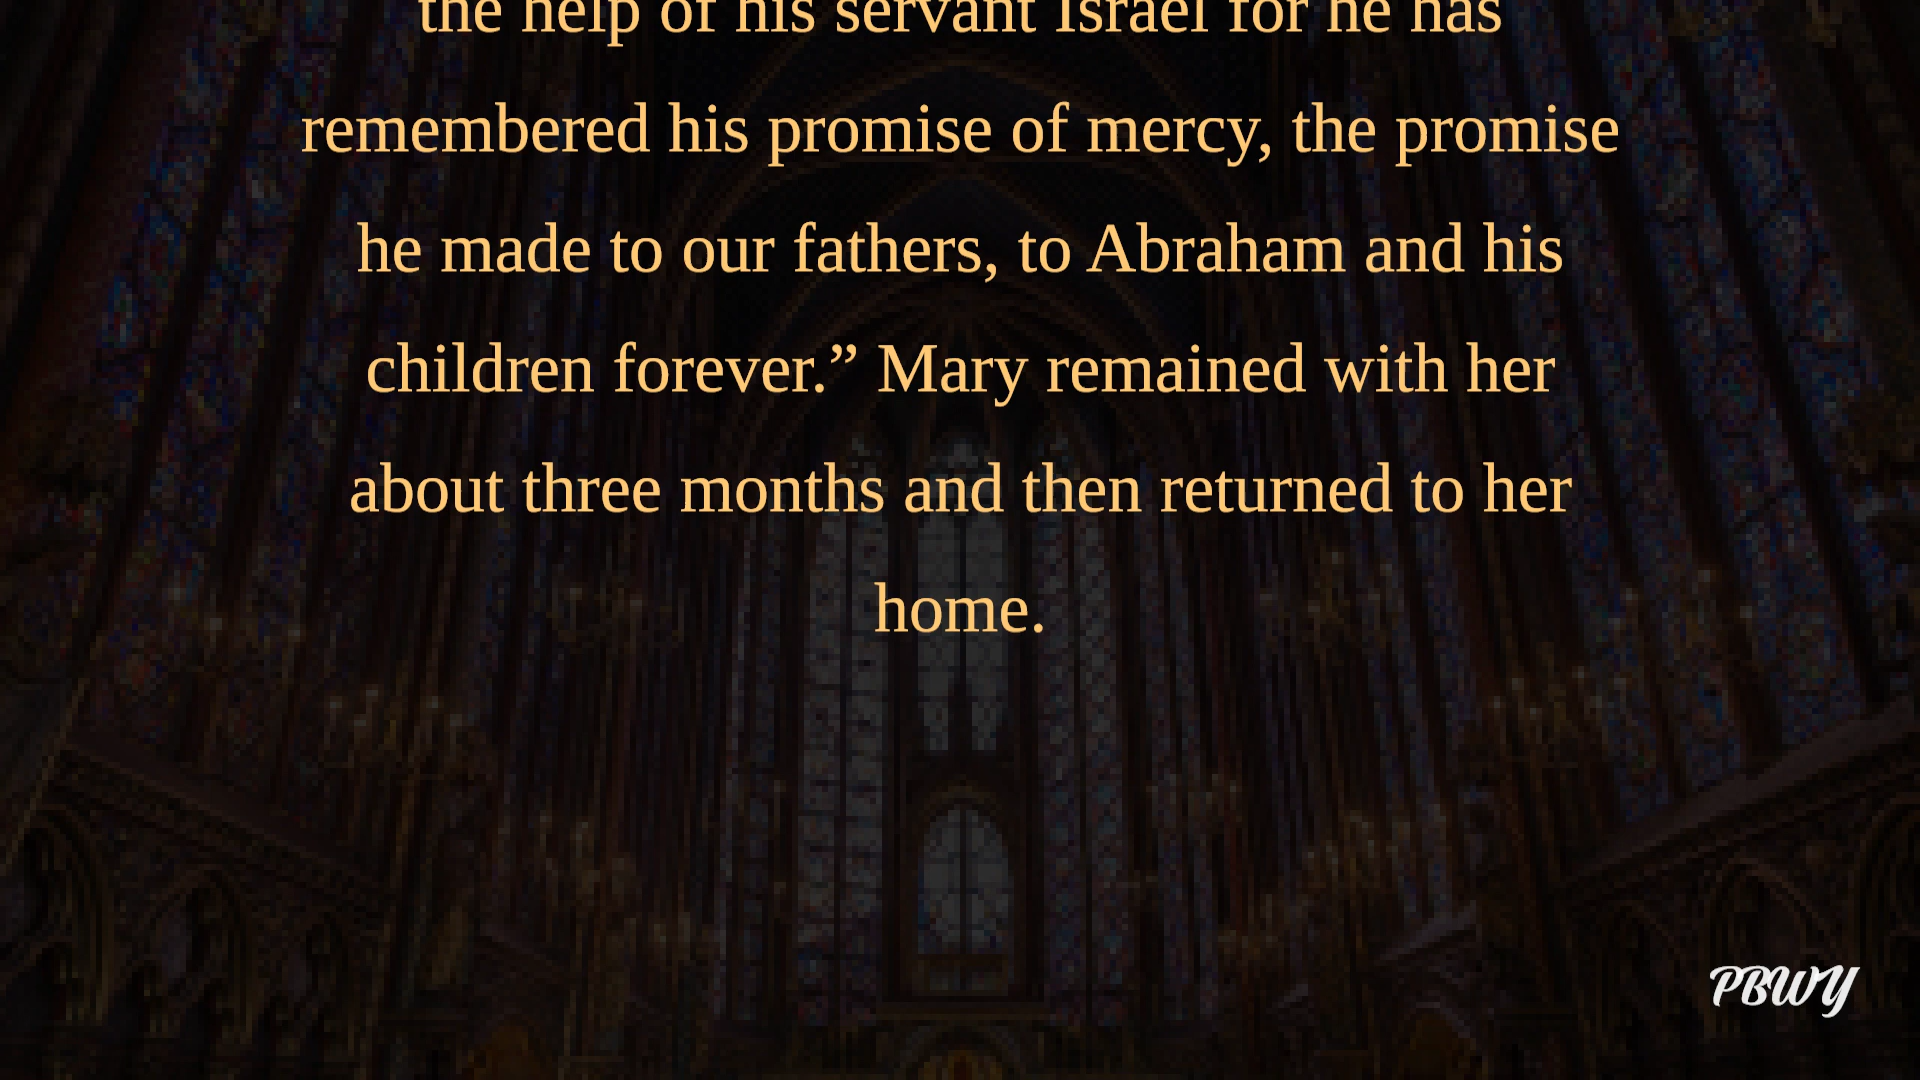 the help of his servant Israel for he has
remembered his promise of mercy, the promise
he made to our fathers, to Abraham and his
children forever.” Mary remained with her
about three months and then returned to her
home.
PBWY